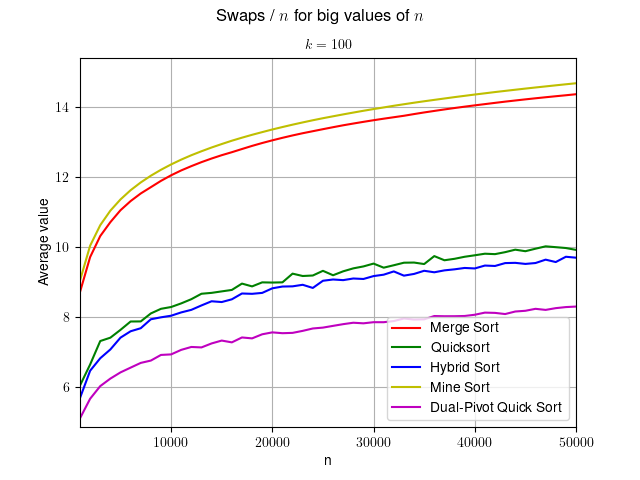 Swaps / n for big values of n
k = 100
Average value
14
12
10
8
6
10000 20000 30000 40000 50000
n
Merge Sort
Quicksort
Hybrid Sort
Mine Sort
Dual-Pivot Quick Sort